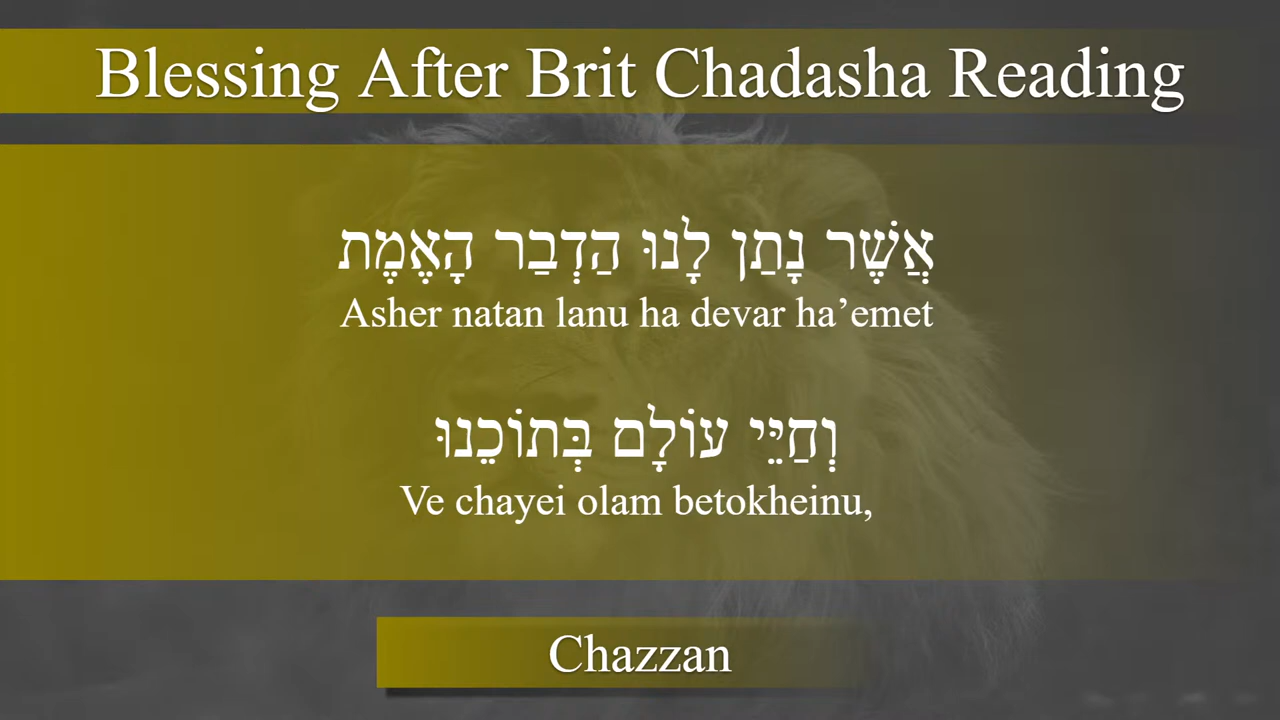 Blessing After Brit Chadasha Reading
אֲשֶׁר נָתַן לָנוּ הַדְבַר הָאֶמֶת
Asher natan lanu ha devar ha’emet
וְחַיֵּי עוֹלָם בְּתוֹכֵנוּ
Ve chayei olam betokheinu,
Chazzan